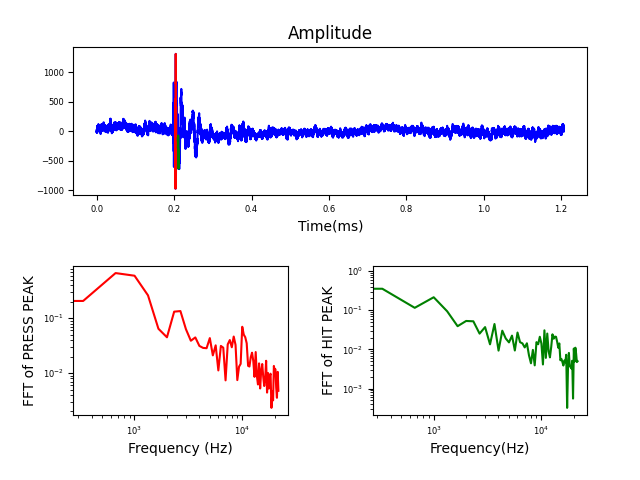 Amplitude
1000
500
0
−500
−1000
0.0 0.2 0.4 0.6 0.8 1.0 1.2
Time(ms)
FFT of PRESS PEAK
10⁻¹
10⁻²
10³ 10⁴
Frequency (Hz)
FFT of HIT PEAK
10⁰
10⁻¹
10⁻²
10⁻³
10³ 10⁴
Frequency(Hz)